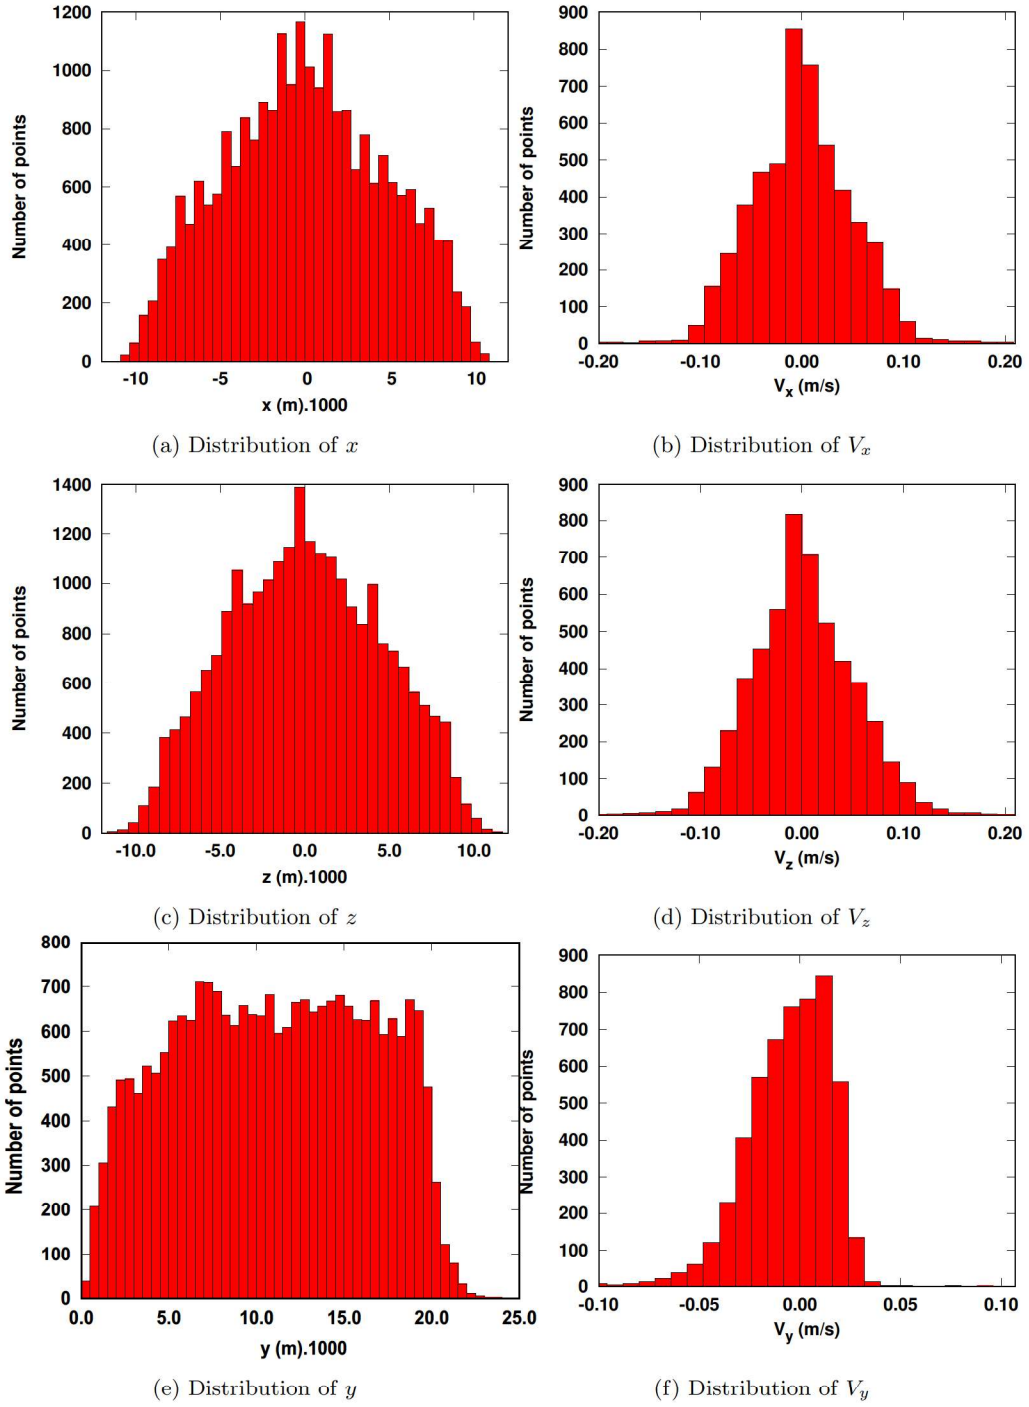 1200
1000
800
600
400
200
0
Number of points
-10 -5 0 5 10
x (m).1000
(a) Distribution of x
900
800
700
600
500
400
300
200
100
0
Number of points
-0.20 -0.10 0.00 0.10 0.20
Vx (m/s)
(b) Distribution of Vx
1400
1200
1000
800
600
400
200
0
Number of points
-10.0 -5.0 0.0 5.0 10.0
z (m).1000
(c) Distribution of z
900
800
700
600
500
400
300
200
100
0
Number of points
-0.20 -0.10 0.00 0.10 0.20
Vz (m/s)
(d) Distribution of Vz
800
700
600
500
400
300
200
100
0
Number of points
0.0 5.0 10.0 15.0 20.0 25.0
y (m).1000
(e) Distribution of y
900
800
700
600
500
400
300
200
100
0
Number of points
-0.10 -0.05 0.00 0.05 0.10
Vy (m/s)
(f) Distribution of Vy